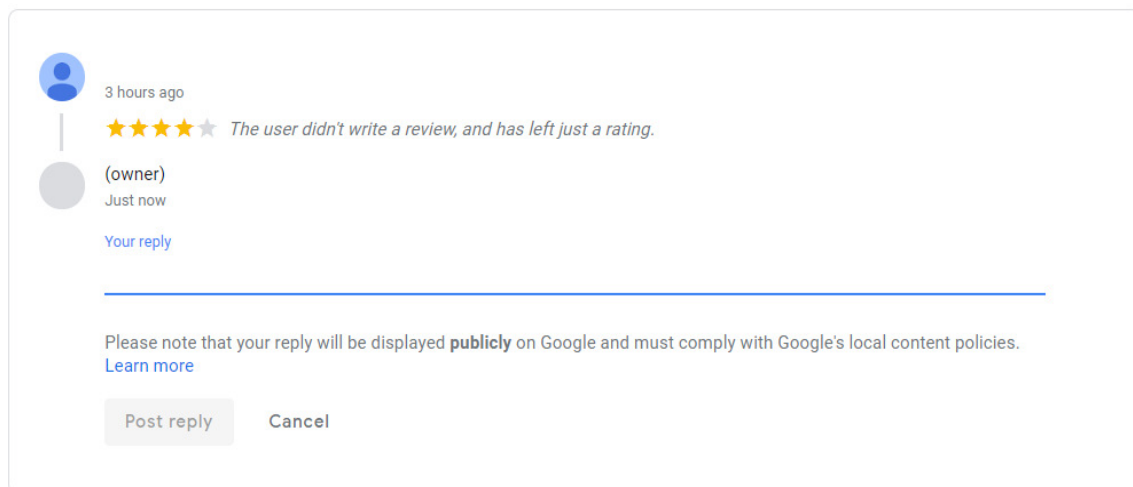 3 hours ago
The user didn't write a review, and has left just a rating.
(owner)
Just now
Your reply
Please note that your reply will be displayed publicly on Google and must comply with Google's local content policies.
Learn more
Post reply Cancel